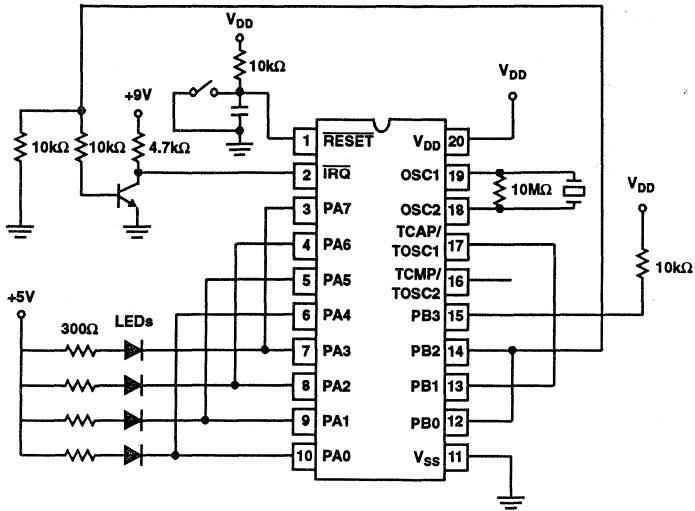 VDD
10kΩ
+9V
10kΩ
10kΩ
4.7kΩ
1 RESET
2 IRQ
3 PA7
4 PA6
5 PA5
6 PA4
7 PA3
8 PA2
9 PA1
10 PA0
VDD
VDD 20
OSC1 19
OSC2 18
TCAP/
TOSC1 17
TCMP/
TOSC2 16
PB3 15
PB2 14
PB1 13
PB0 12
VSS 11
10MΩ
VDD
10kΩ
+5V
300Ω
LEDs